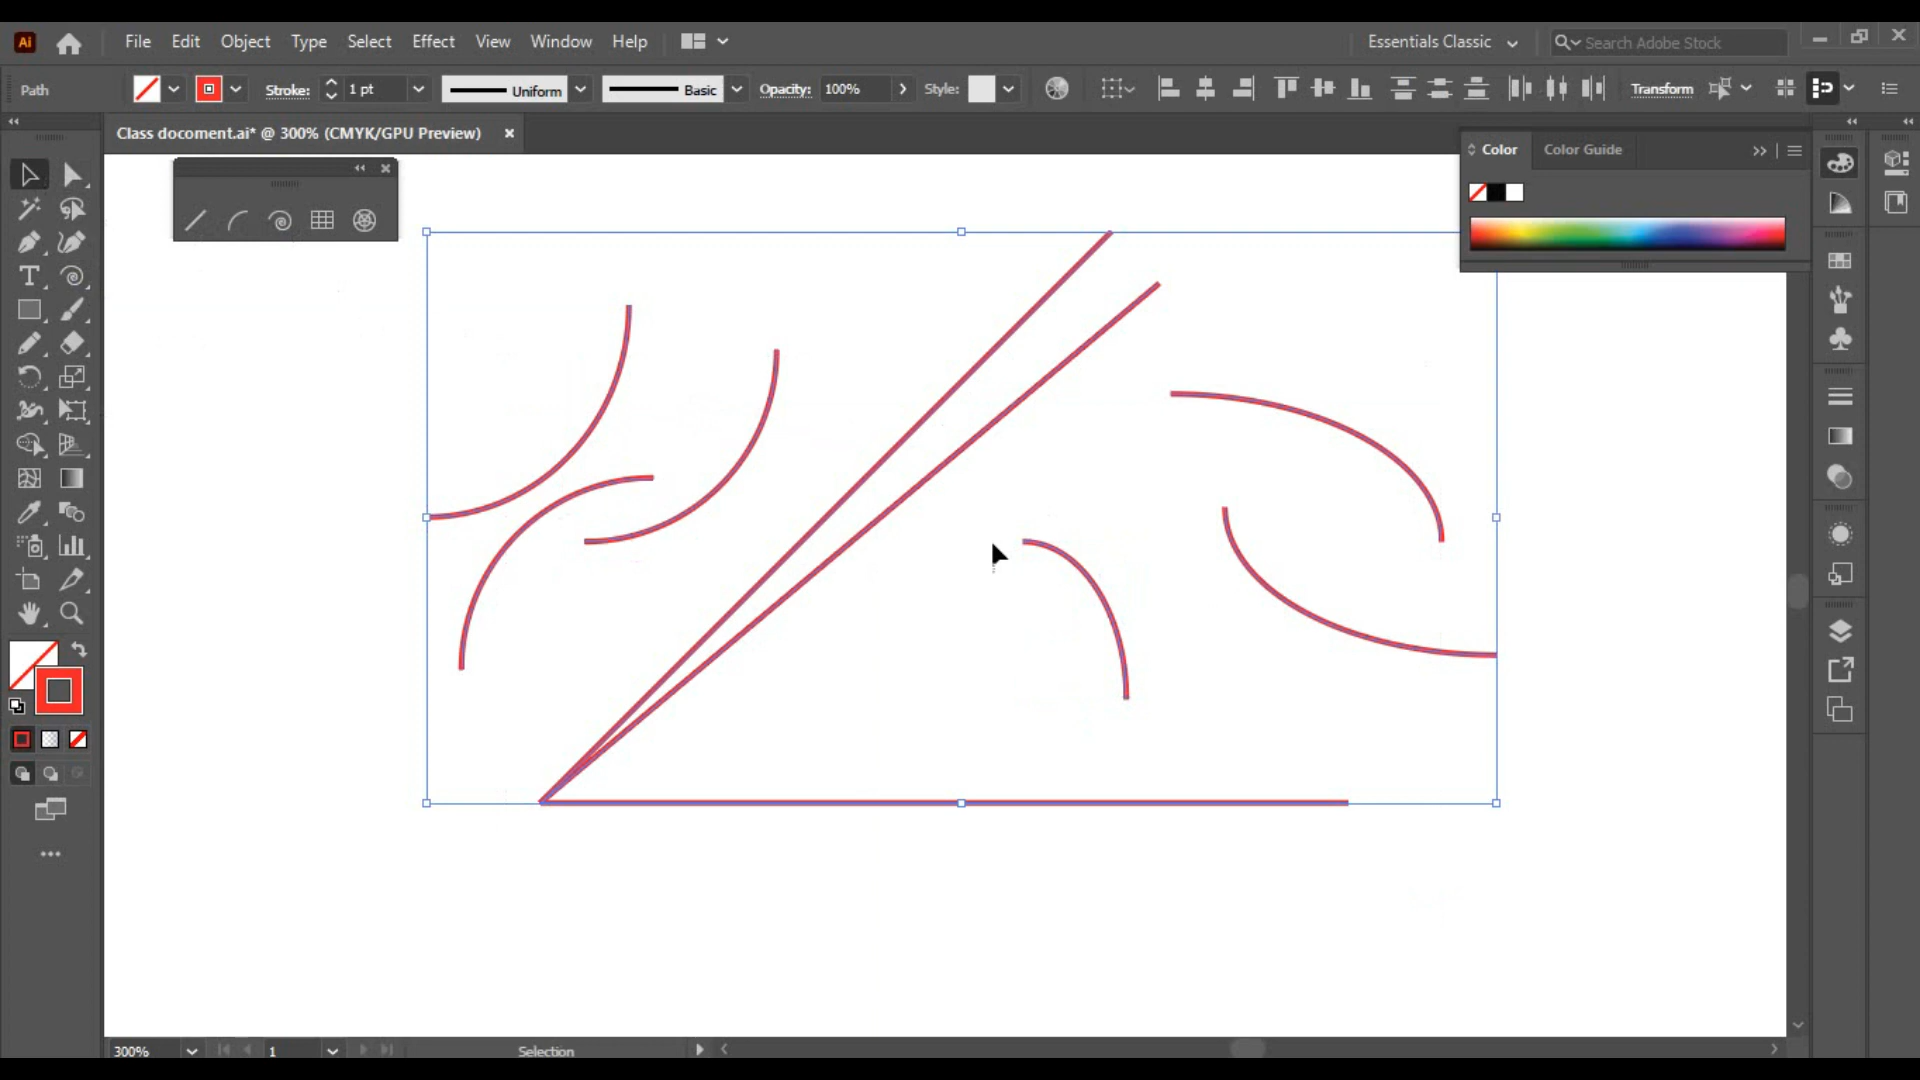 Ai File Edit Object Type Select Effect View Window Help Essentials Classic Search Adobe Stock
Path Stroke: 1 pt Uniform Basic Opacity: 100% Style: Transform
Class docoment.ai* @ 300% (CMYK/GPU Preview)
Color Color Guide
300% 1 Selection